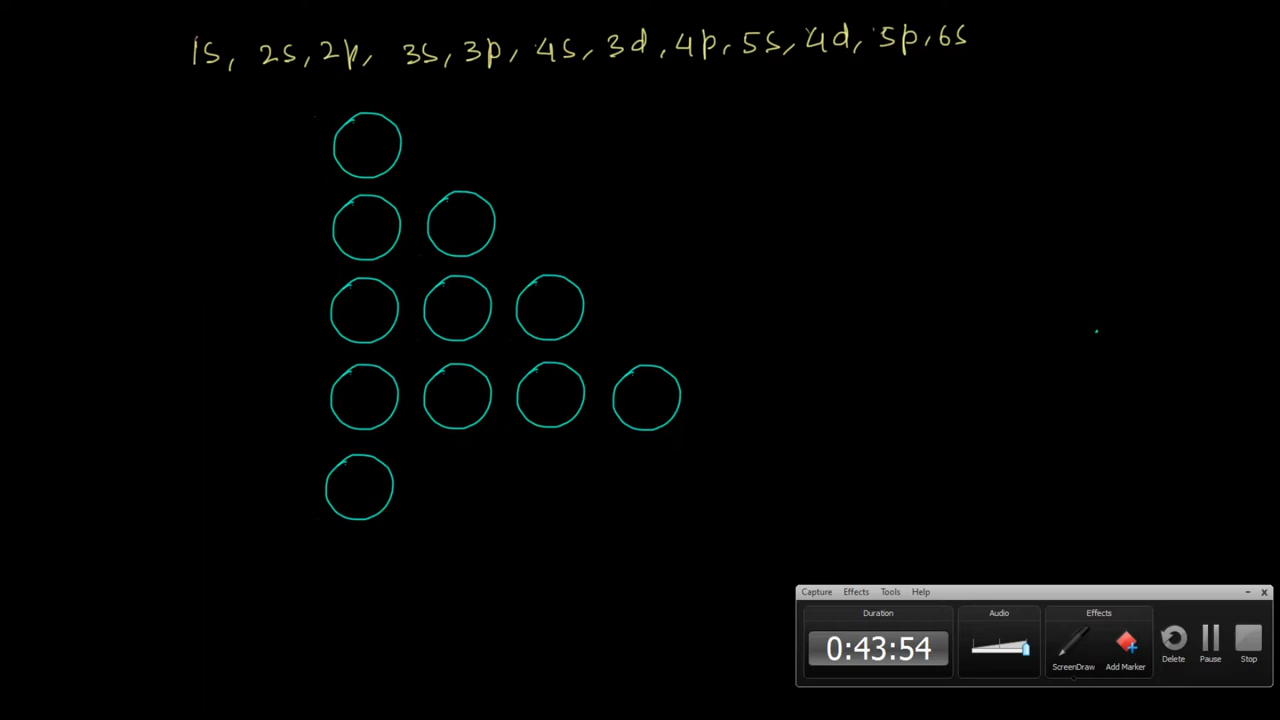 1s, 2s, 2p, 3s, 3p, 4s, 3d, 4p, 5s, 4d, 5p, 6s
Capture Effects Tools Help
Duration Audio Effects
0:43:54
ScreenDraw Add Marker Delete Pause Stop